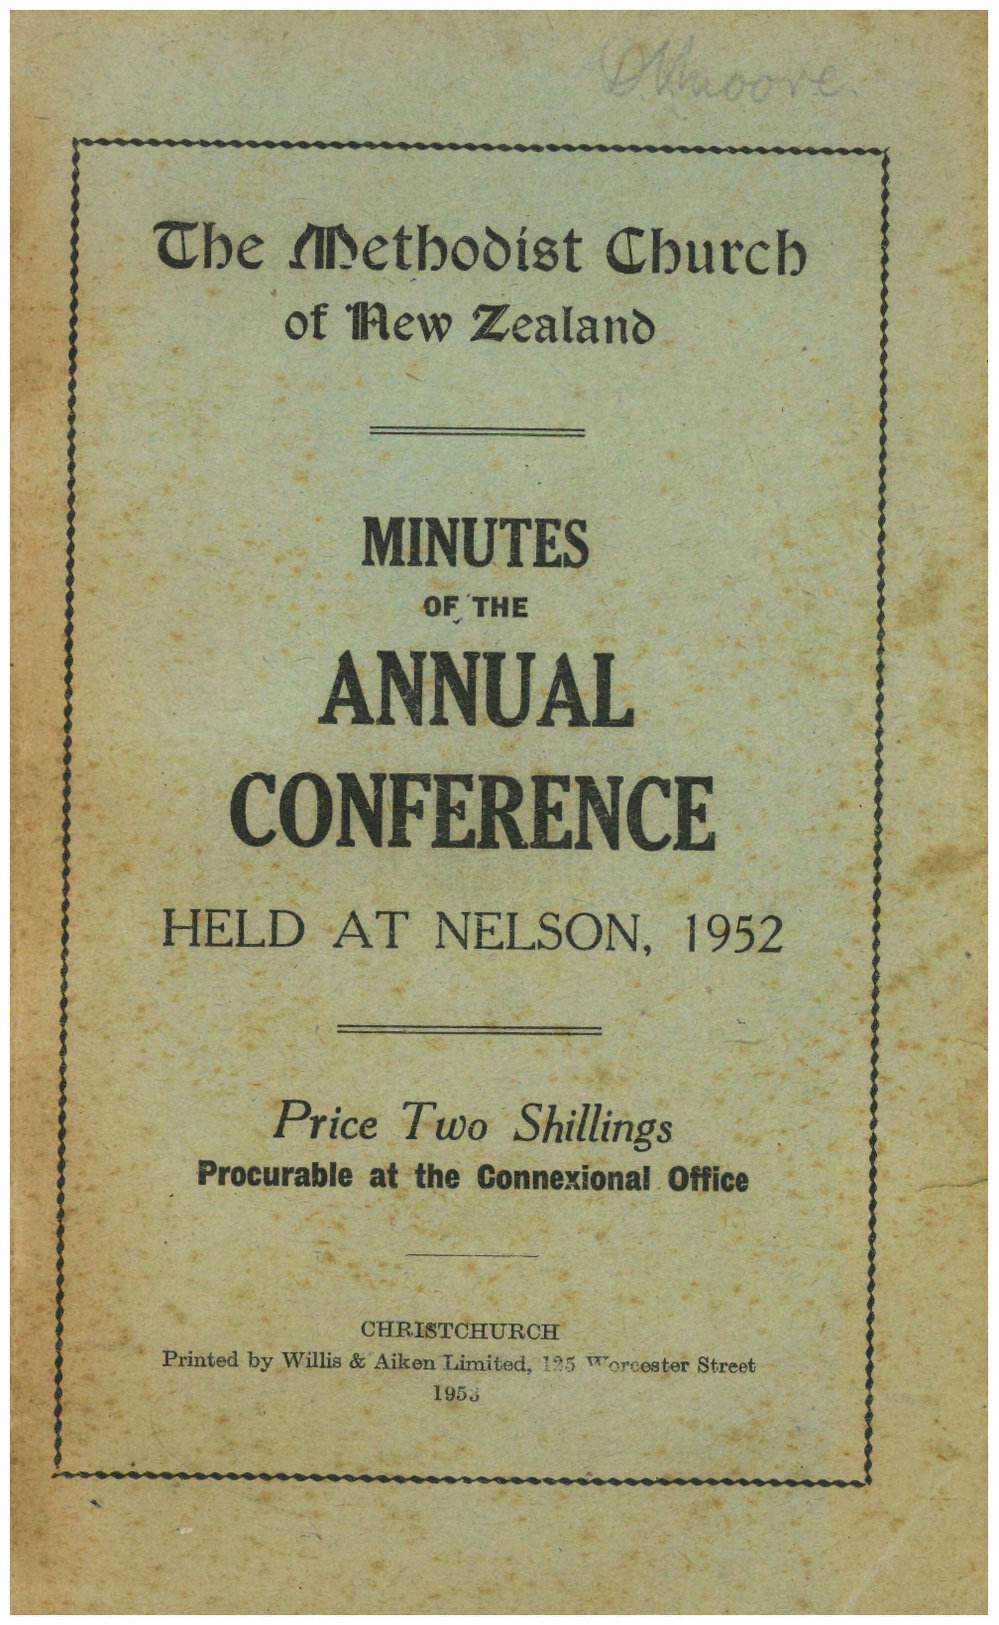 The Methodist Church
of New Zealand
MINUTES
OF THE
ANNUAL
CONFERENCE
HELD AT NELSON, 1952
Price Two Shillings
Procurable at the Connexional Office
CHRISTCHURCH
Printed by Willis & Aiken Limited, 125 Worcester Street
1953